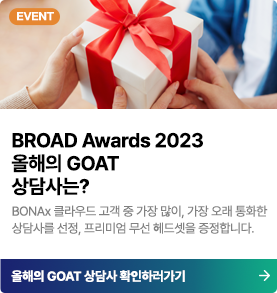 EVENT
BROAD Awards 2023
올해의 GOAT
상담사는?
BONAx 클라우드 고객 중 가장 많이, 가장 오래 통화한
상담사를 선정, 프리미엄 무선 헤드셋을 증정합니다.
올해의 GOAT 상담사 확인하러가기